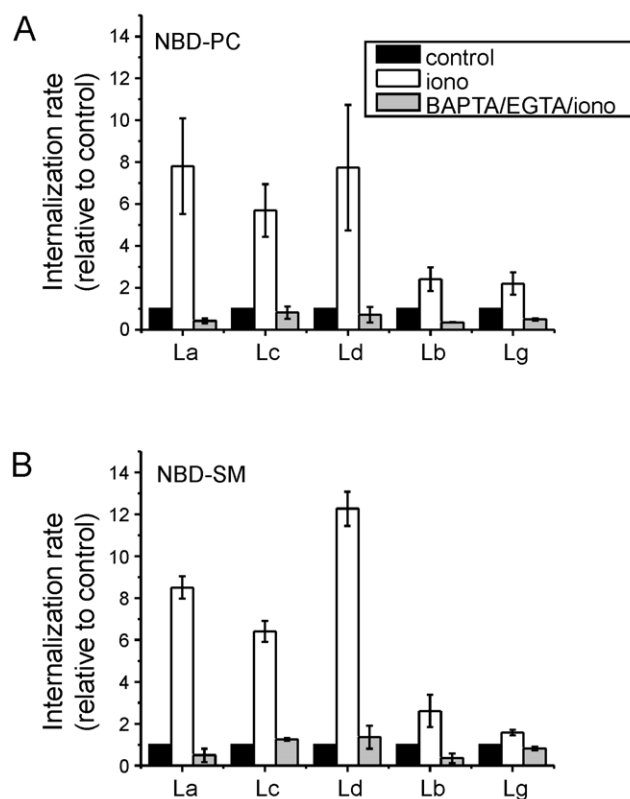 A
NBD-PC
control
iono
BAPTA/EGTA/iono
Internalization rate
(relative to control)
14
12
10
8
6
4
2
0
La Lc Ld Lb Lg
B
NBD-SM
Internalization rate
(relative to control)
14
12
10
8
6
4
2
0
La Lc Ld Lb Lg